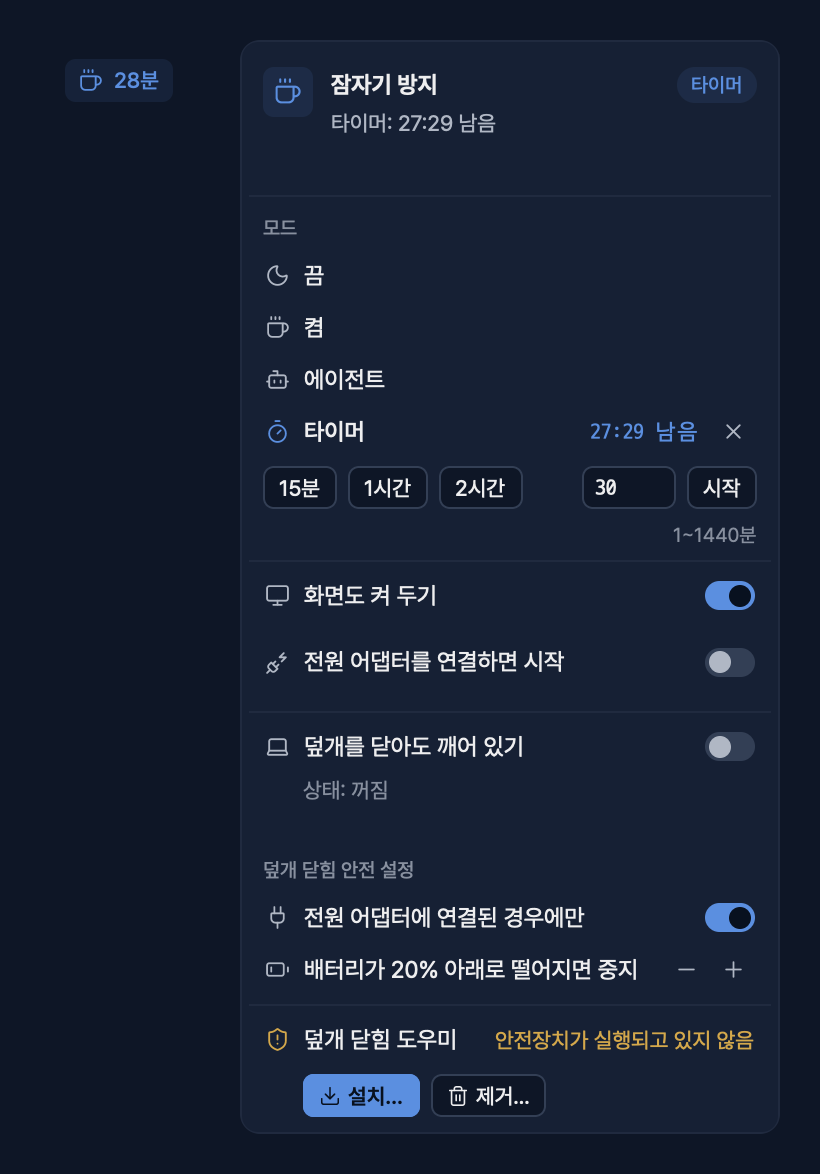 28분
잠자기 방지
타이머
타이머: 27:29 남음
모드
끔
켬
에이전트
타이머 27:29 남음
15분 1시간 2시간 30 시작
1~1440분
화면도 켜 두기
전원 어댑터를 연결하면 시작
덮개를 닫아도 깨어 있기
상태: 꺼짐
덮개 닫힘 안전 설정
전원 어댑터에 연결된 경우에만
배터리가 20% 아래로 떨어지면 중지
덮개 닫힘 도우미 안전장치가 실행되고 있지 않음
설치... 제거...